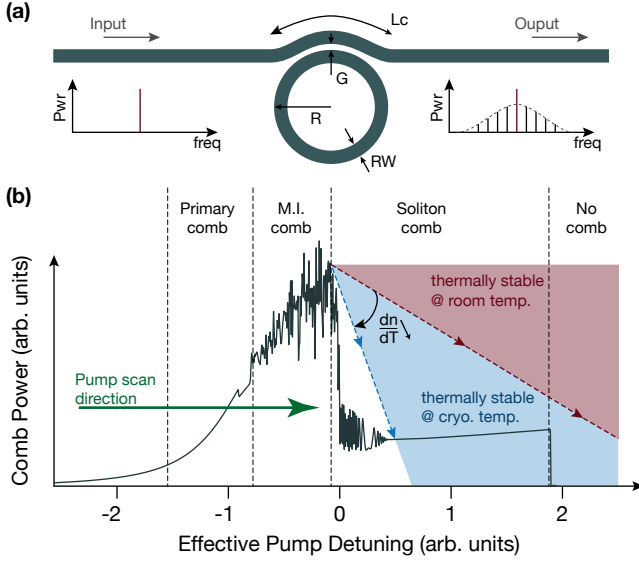 (a)
Input
Lc
Ouput
G
Pwr
freq
R
RW
Pwr
freq
(b)
Primary
comb
M.I.
comb
Soliton
comb
No
comb
thermally stable
@ room temp.
dn
dT
thermally stable
@ cryo. temp.
Pump scan
direction
Comb Power (arb. units)
-2
-1
0
1
2
Effective Pump Detuning (arb. units)